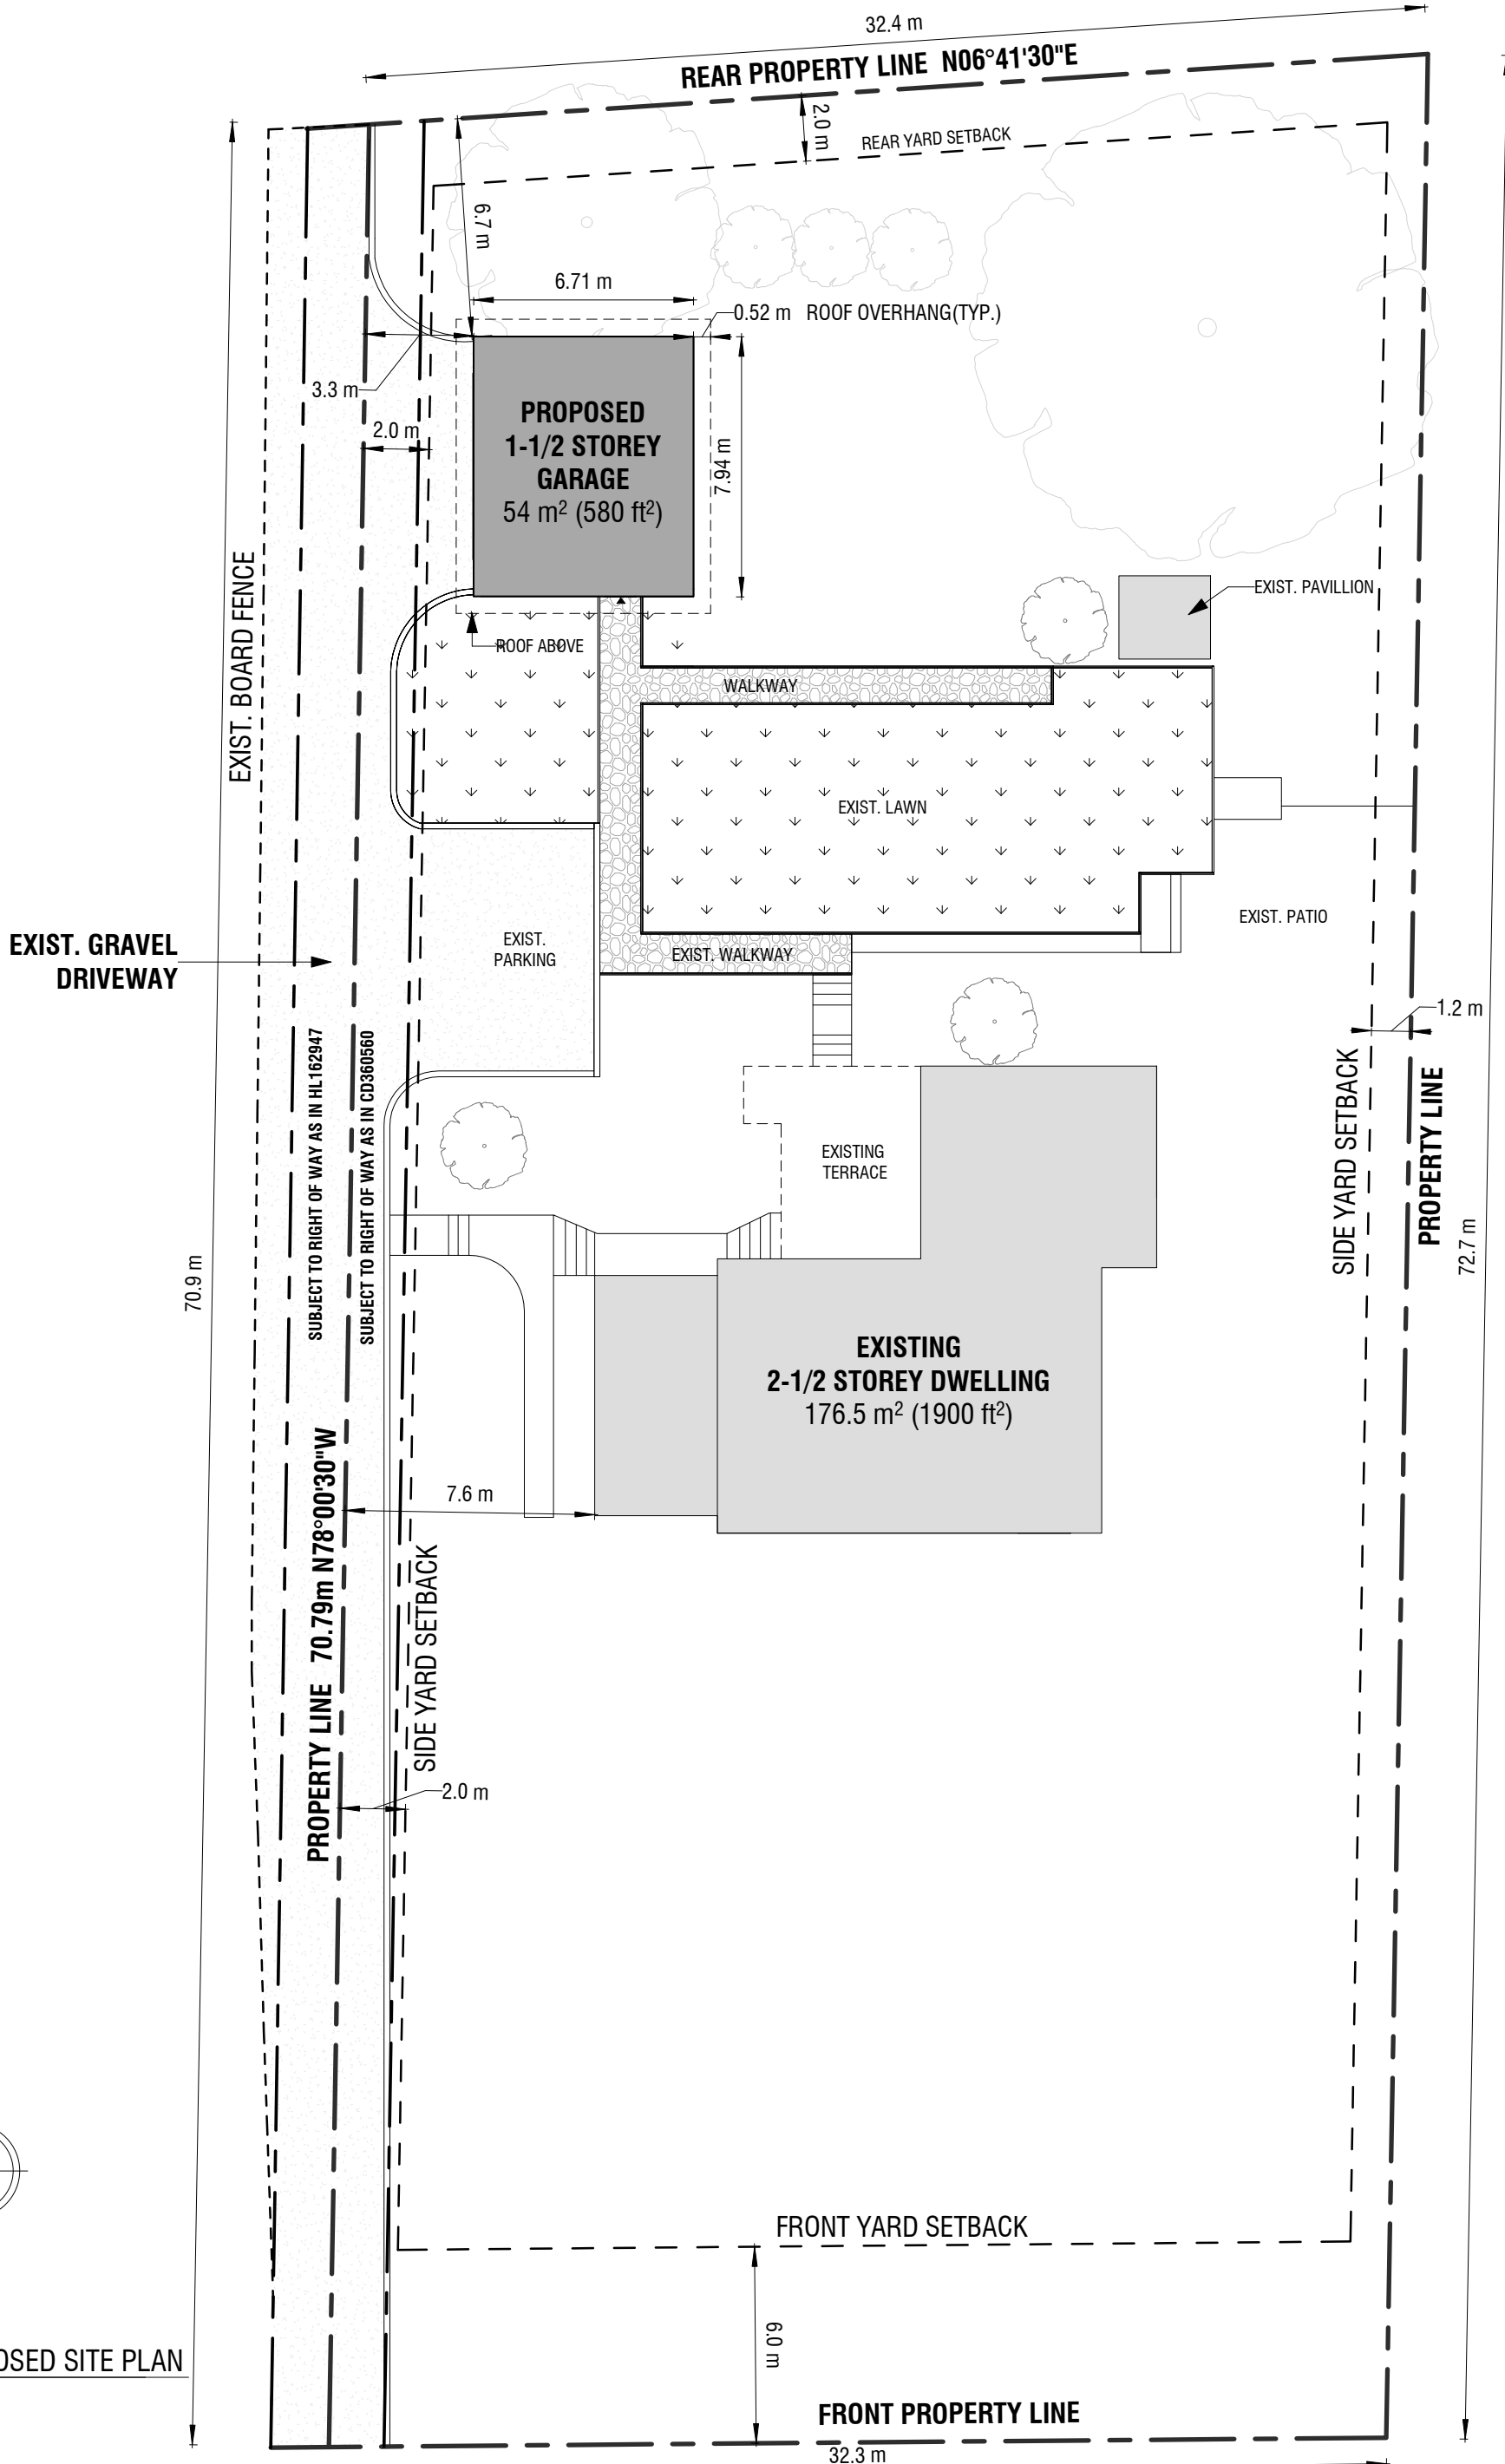 32.4 m
REAR PROPERTY LINE N06°41'30"E
2.0 m
REAR YARD SETBACK
6.7 m
6.71 m
0.52 m ROOF OVERHANG(TYP.)
3.3 m
2.0 m
PROPOSED
1-1/2 STOREY
GARAGE
54 m² (580 ft²)
7.94 m
EXIST. BOARD FENCE
EXIST. PAVILLION
ROOF ABOVE
WALKWAY
EXIST. LAWN
EXIST. PATIO
EXIST. GRAVEL
DRIVEWAY
EXIST.
PARKING
EXIST. WALKWAY
1.2 m
SUBJECT TO RIGHT OF WAY AS IN HL162947
SUBJECT TO RIGHT OF WAY AS IN CD360560
SIDE YARD SETBACK
PROPERTY LINE
EXISTING
TERRACE
70.9 m
72.7 m
EXISTING
2-1/2 STOREY DWELLING
176.5 m² (1900 ft²)
7.6 m
PROPERTY LINE 70.79m N78°00'30"W
SIDE YARD SETBACK
2.0 m
FRONT YARD SETBACK
6.0 m
OSED SITE PLAN
FRONT PROPERTY LINE
32.3 m